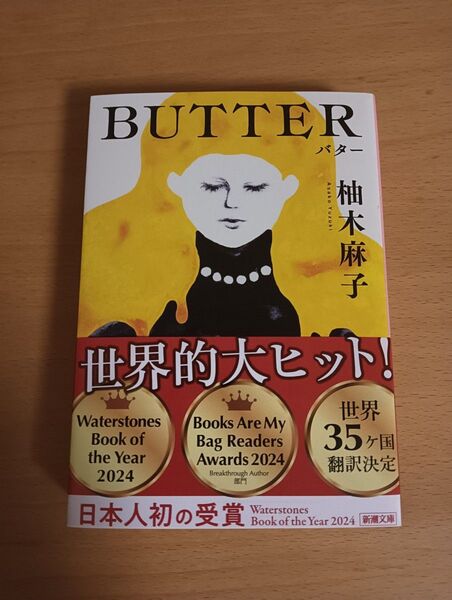 BUTTER
バター
柚木麻子
Asako Yuzuki
世界的大ヒット!
Waterstones
Book of
the Year
2024
Books Are My
Bag Readers
Awards 2024
Breakthrough Author
部門
世界
35ヶ国
翻訳決定
日本人初の受賞
Waterstones
Book of the Year 2024
新潮文庫